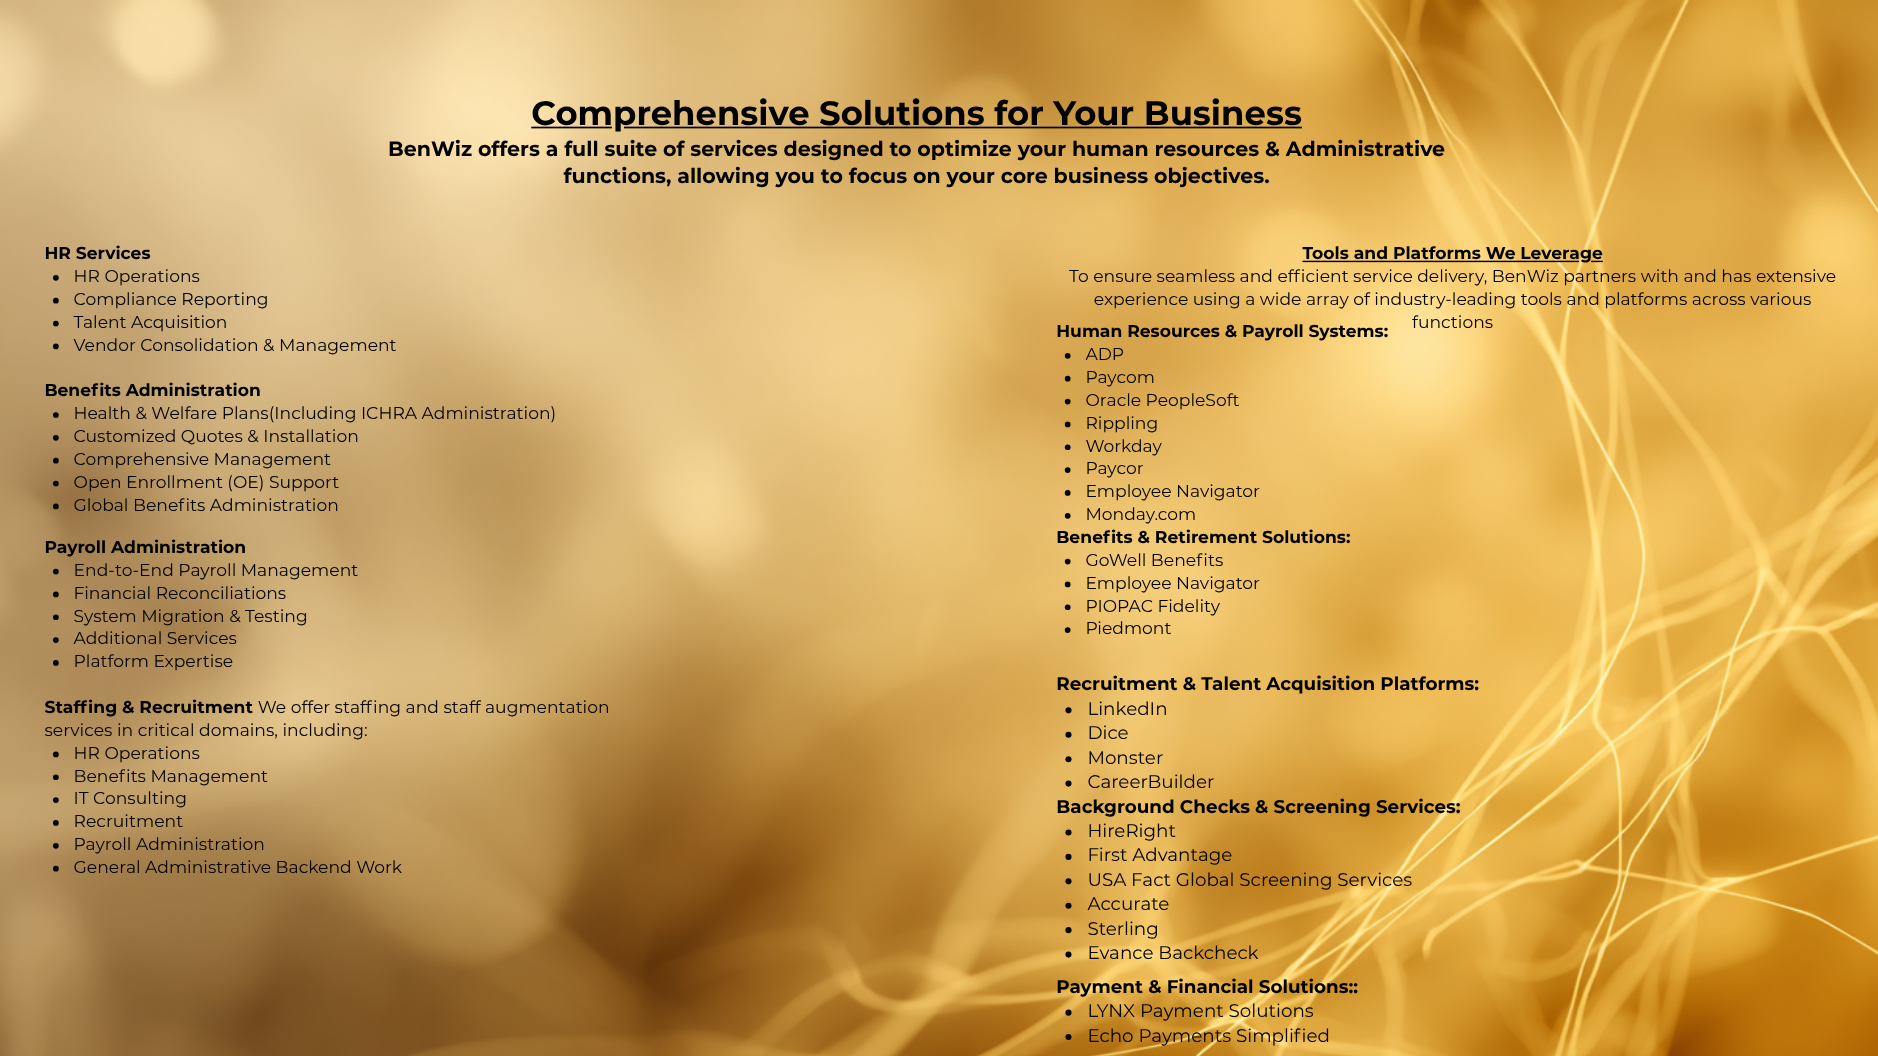 Comprehensive Solutions for Your Business
BenWiz offers a full suite of services designed to optimize your human resources & Administrative
functions, allowing you to focus on your core business objectives.
HR Services
• HR Operations
• Compliance Reporting
• Talent Acquisition
• Vendor Consolidation & Management
Benefits Administration
• Health & Welfare Plans(Including ICHRA Administration)
• Customized Quotes & Installation
• Comprehensive Management
• Open Enrollment (OE) Support
• Global Benefits Administration
Payroll Administration
• End-to-End Payroll Management
• Financial Reconciliations
• System Migration & Testing
• Additional Services
• Platform Expertise
Staffing & Recruitment We offer staffing and staff augmentation
services in critical domains, including:
• HR Operations
• Benefits Management
• IT Consulting
• Recruitment
• Payroll Administration
• General Administrative Backend Work
Tools and Platforms We Leverage
To ensure seamless and efficient service delivery, BenWiz partners with and has extensive
experience using a wide array of industry-leading tools and platforms across various
functions
Human Resources & Payroll Systems:
• ADP
• Paycom
• Oracle PeopleSoft
• Rippling
• Workday
• Paycor
• Employee Navigator
• Monday.com
Benefits & Retirement Solutions:
• GoWell Benefits
• Employee Navigator
• PIOPAC Fidelity
• Piedmont
Recruitment & Talent Acquisition Platforms:
• LinkedIn
• Dice
• Monster
• CareerBuilder
Background Checks & Screening Services:
• HireRight
• First Advantage
• USA Fact Global Screening Services
• Accurate
• Sterling
• Evance Backcheck
Payment & Financial Solutions::
• LYNX Payment Solutions
• Echo Payments Simplified